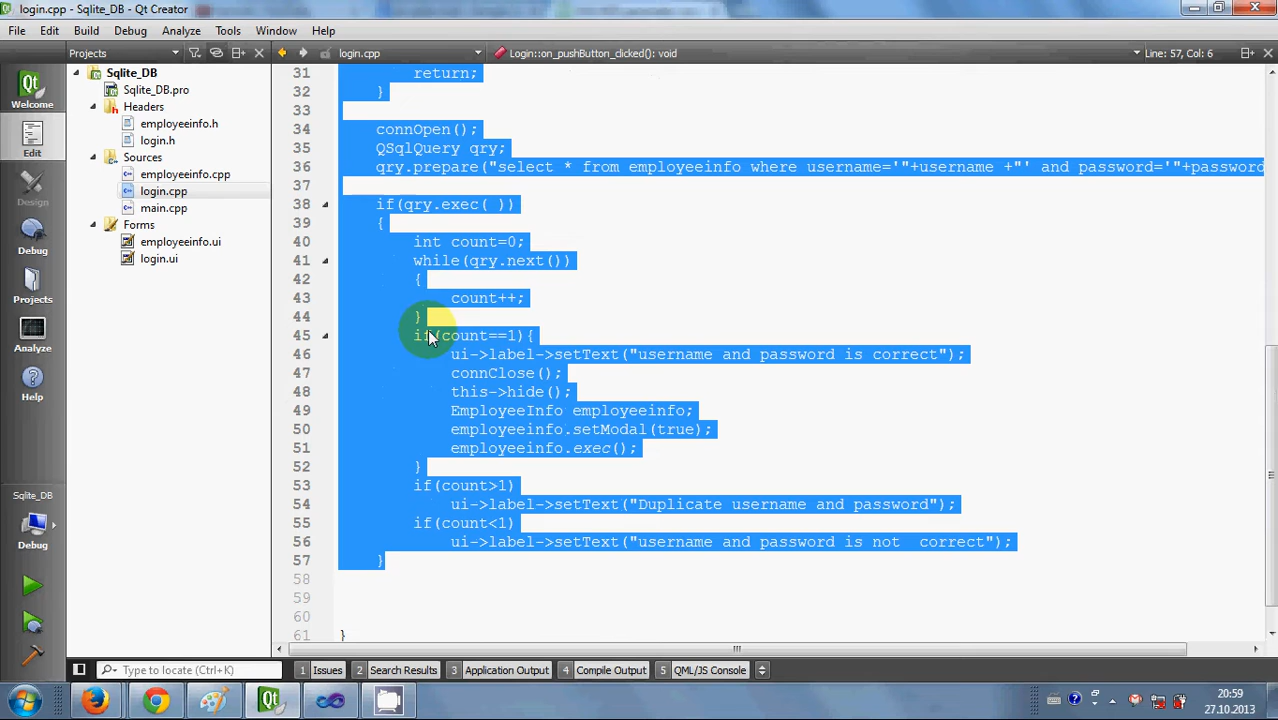 login.cpp - Sqlite_DB - Qt Creator
File Edit Build Debug Analyze Tools Window Help
Projects login.cpp Login::on_pushButton_clicked(): void Line: 57, Col: 6
Welcome
Edit
Design
Debug
Projects
Analyze
Help
Sqlite_DB
Debug
Sqlite_DB
Sqlite_DB.pro
Headers
employeeinfo.h
login.h
Sources
employeeinfo.cpp
login.cpp
main.cpp
Forms
employeeinfo.ui
login.ui
31 return;
32 }
33
34 connOpen();
35 QSqlQuery qry;
36 qry.prepare("select * from employeeinfo where username='"+username +"' and password='"+password
37
38 if(qry.exec( ))
39 {
40 int count=0;
41 while(qry.next())
42 {
43 count++;
44 }
45 if(count==1){
46 ui->label->setText("username and password is correct");
47 connClose();
48 this->hide();
49 EmployeeInfo employeeinfo;
50 employeeinfo.setModal(true);
51 employeeinfo.exec();
52 }
53 if(count>1)
54 ui->label->setText("Duplicate username and password");
55 if(count<1)
56 ui->label->setText("username and password is not  correct");
57 }
58
59
60
61 }
Type to locate (Ctrl+K) 1 Issues 2 Search Results 3 Application Output 4 Compile Output 5 QML/JS Console
20:59
27.10.2013